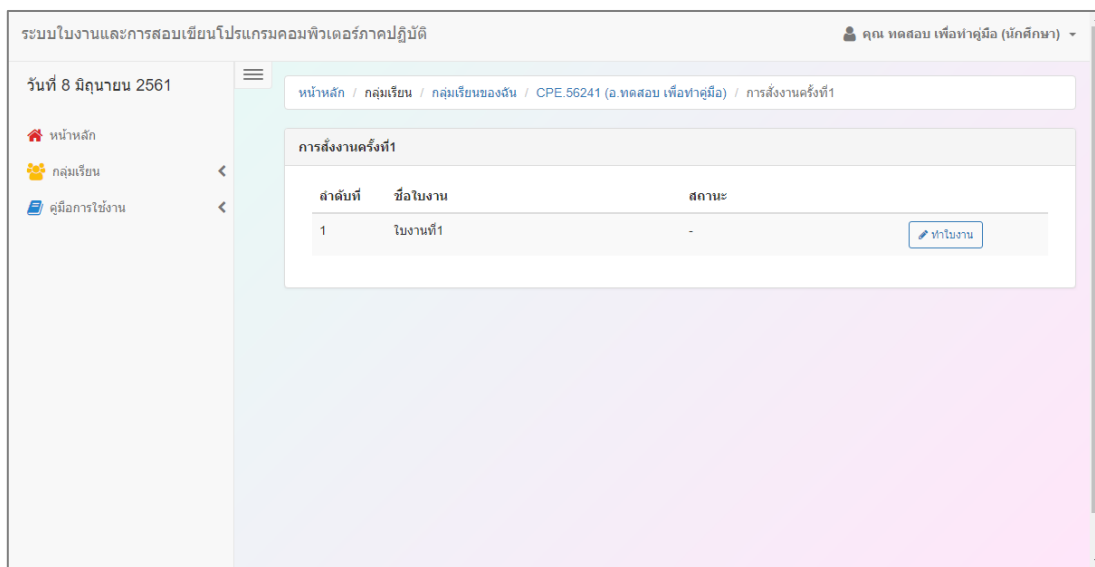 ระบบใบงานและการสอบเขียนโปรแกรมคอมพิวเตอร์ภาคปฏิบัติ
คุณ ทดสอบ เพื่อทำคู่มือ (นักศึกษา)
วันที่ 8 มิถุนายน 2561
หน้าหลัก
กลุ่มเรียน
คู่มือการใช้งาน
หน้าหลัก / กลุ่มเรียน / กลุ่มเรียนของฉัน / CPE.56241 (อ.ทดสอบ เพื่อทำคู่มือ) / การสั่งงานครั้งที่1
การสั่งงานครั้งที่1
ลำดับที่ ชื่อใบงาน สถานะ
1 ใบงานที่1 - ทำใบงาน